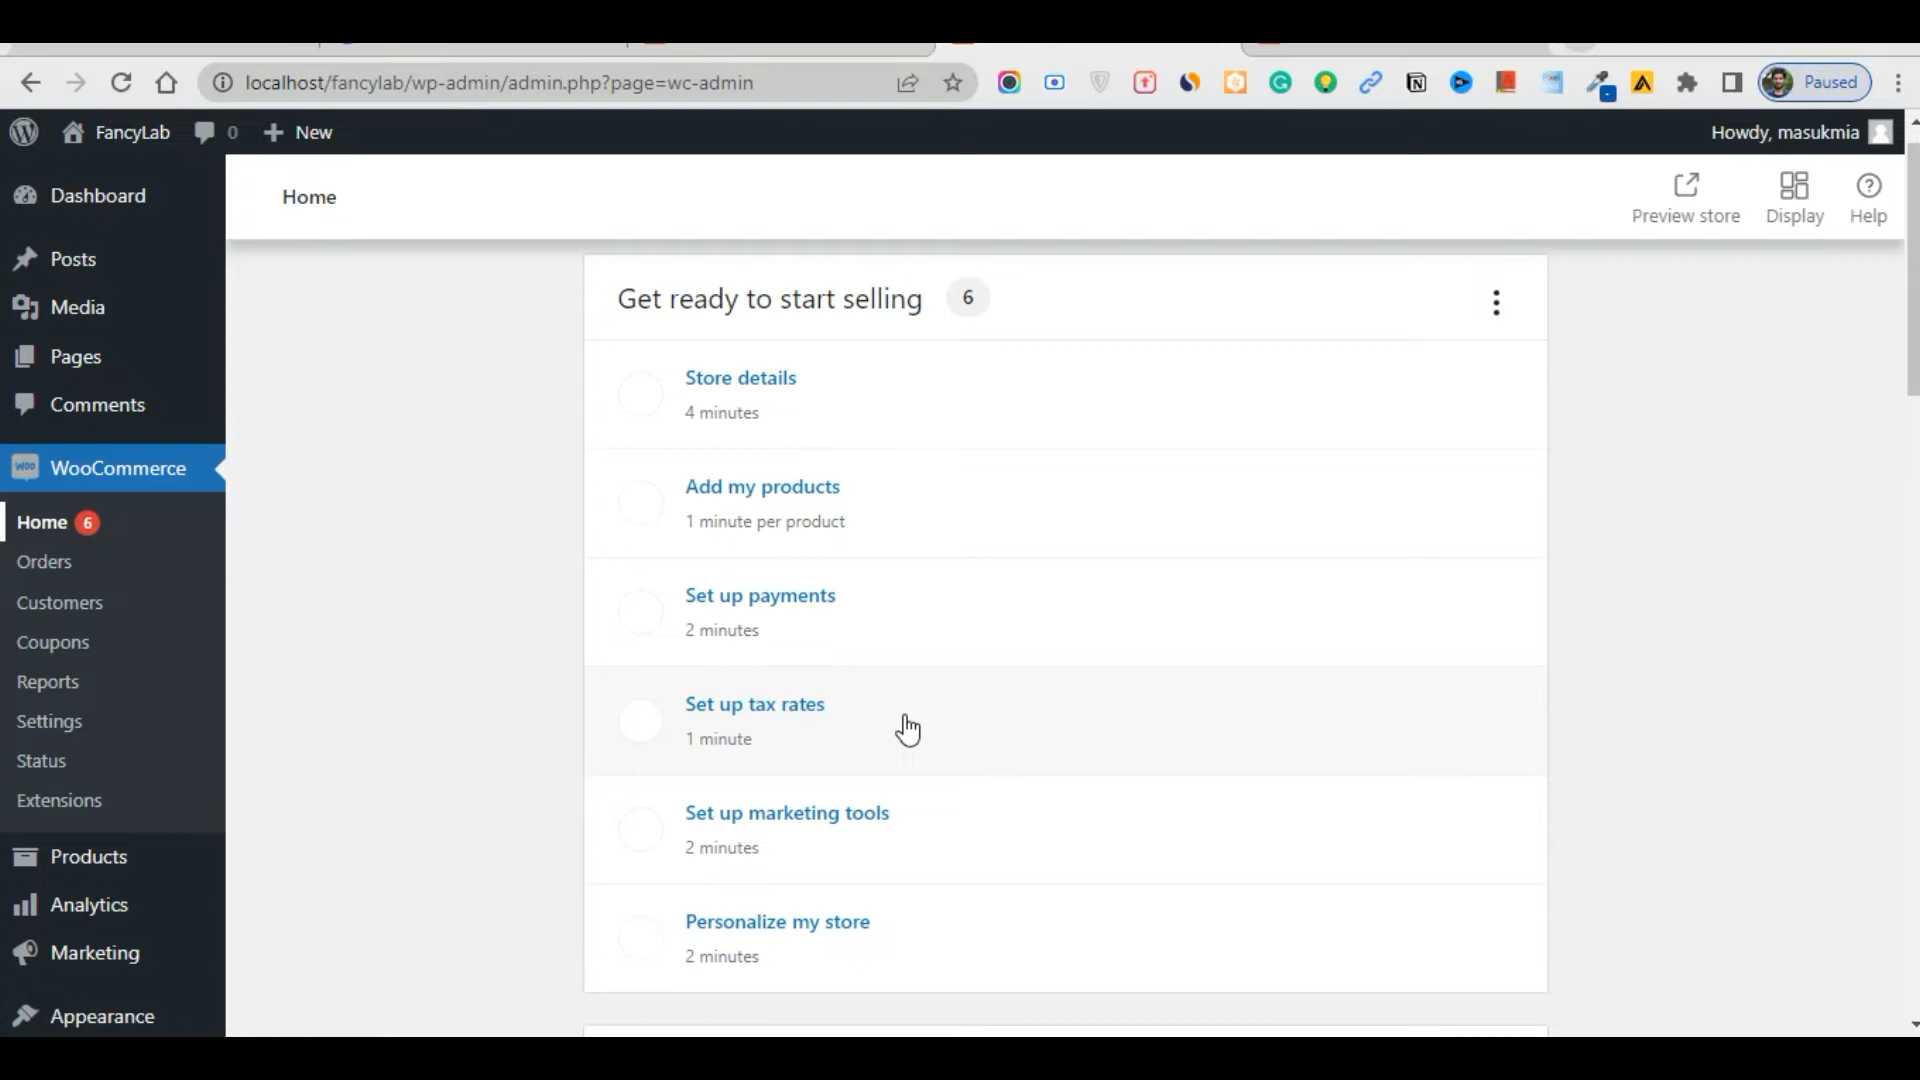 localhost/fancylab/wp-admin/admin.php?page=wc-admin
Paused
FancyLab
0
New
Howdy, masukmia
Dashboard
Posts
Media
Pages
Comments
WooCommerce
Home 6
Orders
Customers
Coupons
Reports
Settings
Status
Extensions
Products
Analytics
Marketing
Appearance
Home
Preview store
Display
Help
Get ready to start selling 6
Store details
4 minutes
Add my products
1 minute per product
Set up payments
2 minutes
Set up tax rates
1 minute
Set up marketing tools
2 minutes
Personalize my store
2 minutes